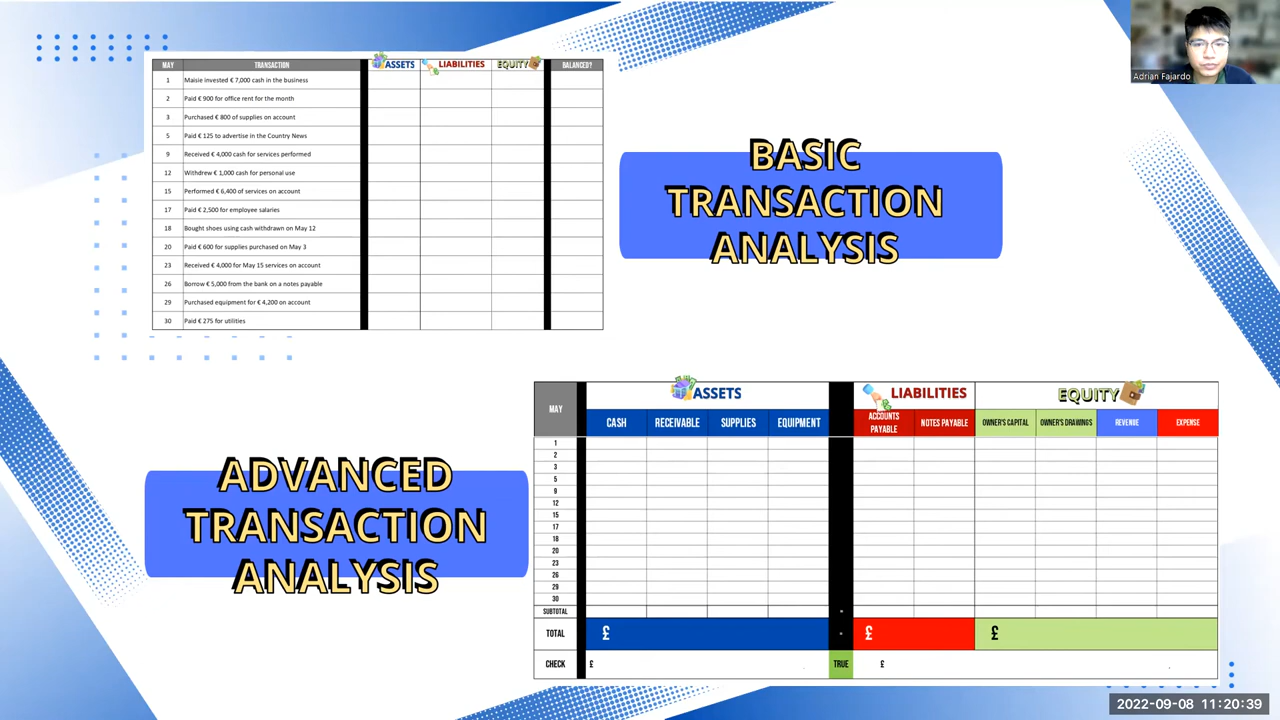 Adrian Fajardo
MAY TRANSACTION ASSETS LIABILITIES EQUITY BALANCED?
1 Maisie invested € 7,000 cash in the business
2 Paid € 900 for office rent for the month
3 Purchased € 800 of supplies on account
5 Paid € 125 to advertise in the Country News
9 Received € 4,000 cash for services performed
12 Withdrew € 1,000 cash for personal use
15 Performed € 6,400 of services on account
17 Paid € 2,500 for employee salaries
18 Bought shoes using cash withdrawn on May 12
20 Paid € 600 for supplies purchased on May 3
23 Received € 4,000 for May 15 services on account
26 Borrow € 5,000 from the bank on a notes payable
29 Purchased equipment for € 4,200 on account
30 Paid € 275 for utilities
BASIC
TRANSACTION
ANALYSIS
ADVANCED
TRANSACTION
ANALYSIS
MAY ASSETS LIABILITIES EQUITY
CASH RECEIVABLE SUPPLIES EQUIPMENT ACCOUNTS PAYABLE NOTES PAYABLE OWNER'S CAPITAL OWNER'S DRAWINGS REVENUE EXPENSE
1
2
3
5
9
12
15
17
18
20
23
26
29
30
SUBTOTAL -
TOTAL £ - £ £
CHECK £ . TRUE £ .
2022-09-08 11:20:39